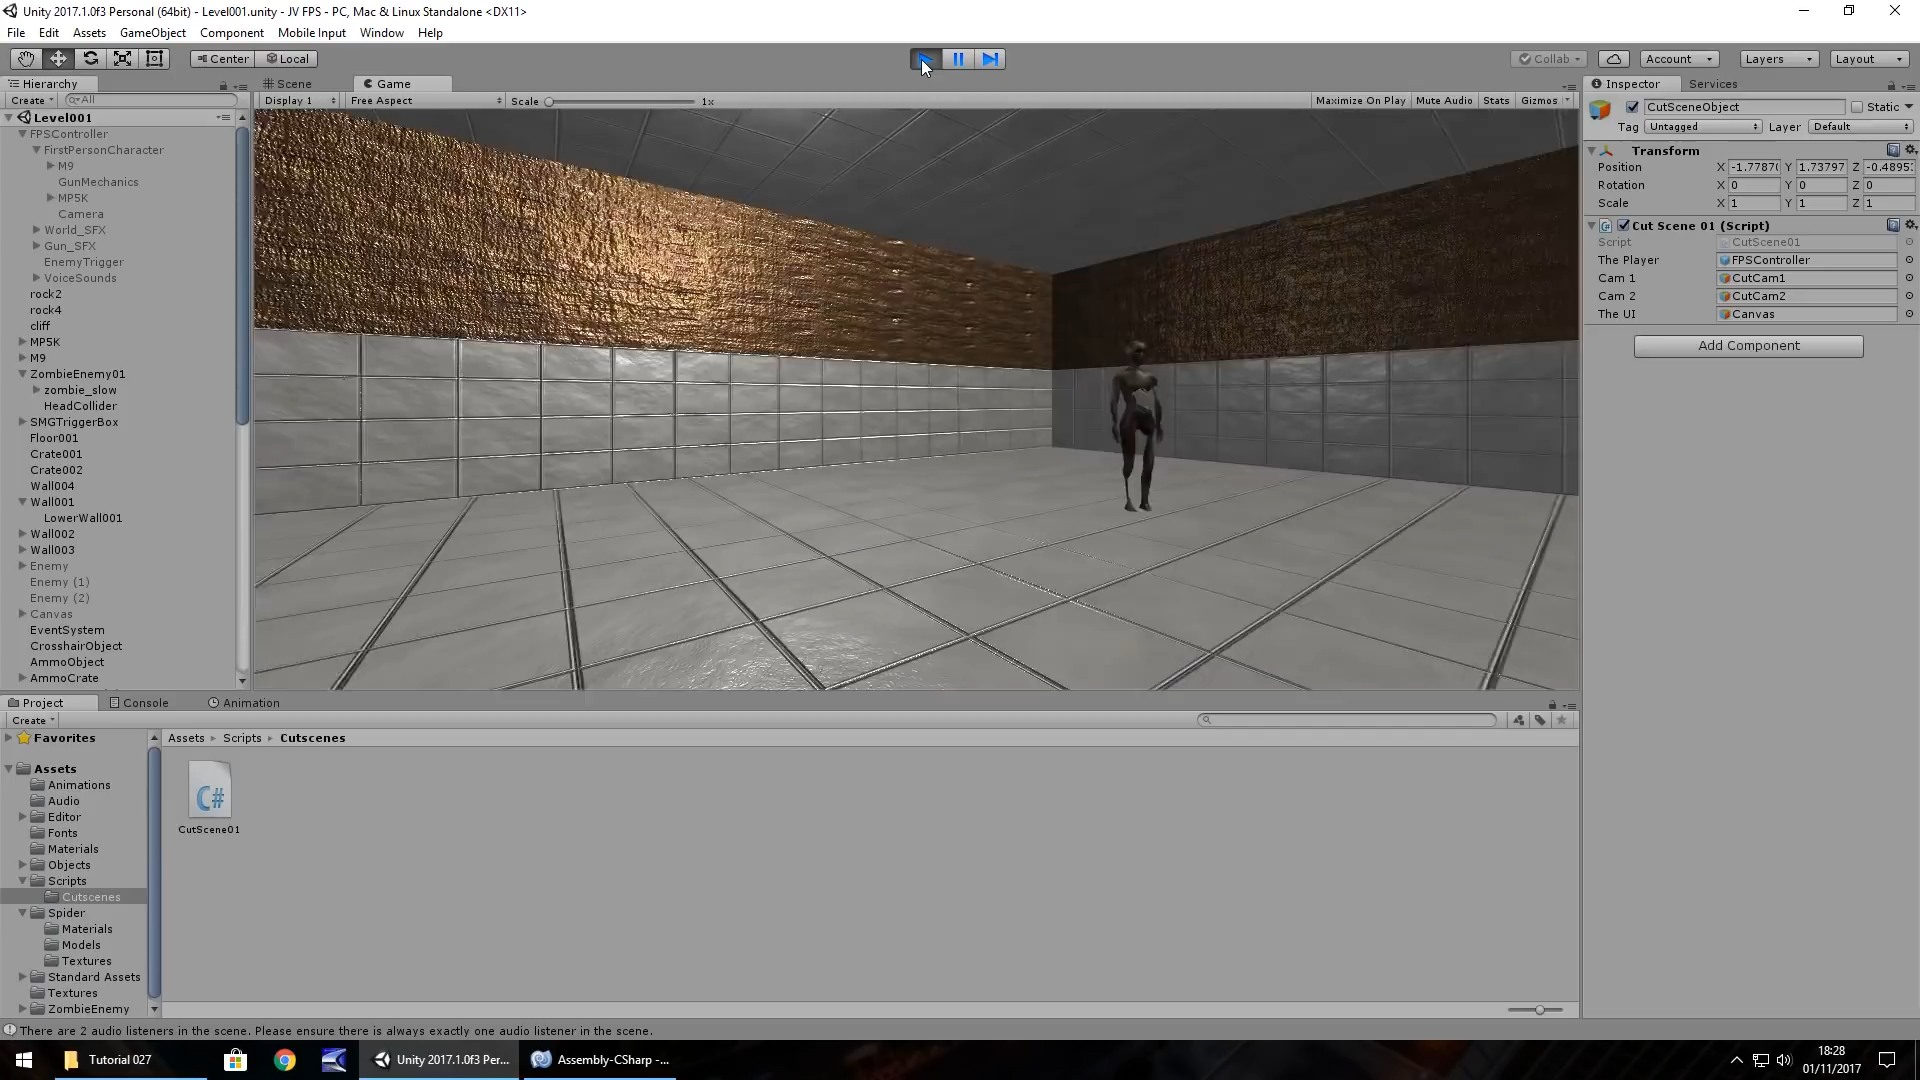 Unity 2017.1.0f3 Personal (64bit) - Level001.unity - JV FPS - PC, Mac & Linux Standalone <DX11>
File Edit Assets GameObject Component Mobile Input Window Help
Center Local Collab Account Layers Layout
Hierarchy Scene Game Inspector Services
Create All Display 1 Free Aspect Scale 1x Maximize On Play Mute Audio Stats Gizmos
Level001
FPSController
FirstPersonCharacter
M9
GunMechanics
MP5K
Camera
World_SFX
Gun_SFX
EnemyTrigger
VoiceSounds
rock2
rock4
cliff
MP5K
M9
ZombieEnemy01
zombie_slow
HeadCollider
SMGTriggerBox
Floor001
Crate001
Crate002
Wall004
Wall001
LowerWall001
Wall002
Wall003
Enemy
Enemy (1)
Enemy (2)
Canvas
EventSystem
CrosshairObject
AmmoObject
AmmoCrate
CutSceneObject Static
Tag Untagged Layer Default
Transform
Position X -1.7787 Y 1.73797 Z -0.4895
Rotation X 0 Y 0 Z 0
Scale X 1 Y 1 Z 1
Cut Scene 01 (Script)
Script CutScene01
The Player FPSController
Cam 1 CutCam1
Cam 2 CutCam2
The UI Canvas
Add Component
Project Console Animation
Create
Favorites
Assets
Animations
Audio
Editor
Fonts
Materials
Objects
Scripts
Cutscenes
Spider
Materials
Models
Textures
Standard Assets
Textures
ZombieEnemy
Assets Scripts Cutscenes
C#
CutScene01
There are 2 audio listeners in the scene. Please ensure there is always exactly one audio listener in the scene.
Tutorial 027
Unity 2017.1.0f3 Per...
Assembly-CSharp -...
18:28
01/11/2017